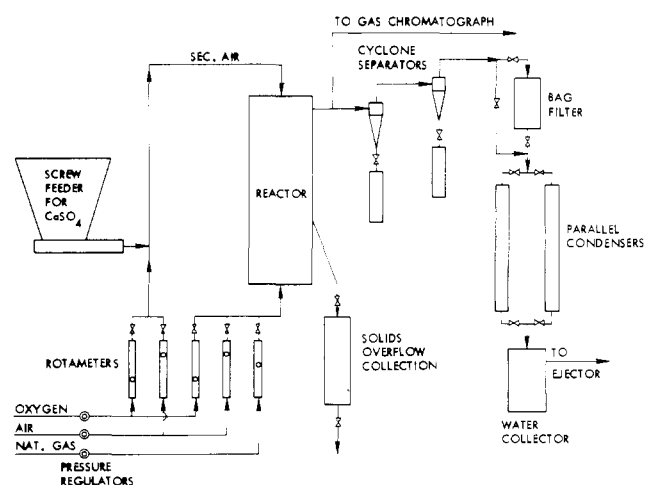 TO GAS CHROMATOGRAPH
CYCLONE
SEPARATORS
SEC. AIR
BAG
FILTER
SCREW
FEEDER
FOR
CaSO4
REACTOR
PARALLEL
CONDENSERS
ROTAMETERS
SOLIDS
OVERFLOW
COLLECTION
TO
EJECTOR
OXYGEN
AIR
NAT. GAS
WATER
COLLECTOR
PRESSURE
REGULATORS